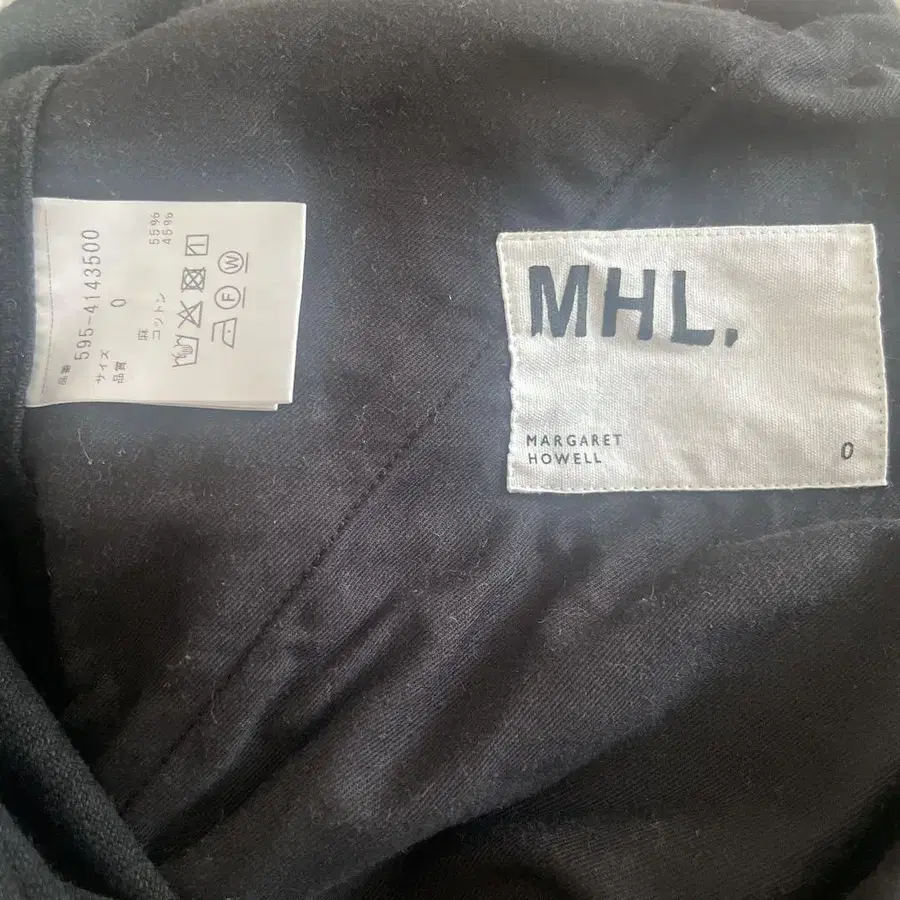 品番 595-4143500
サイズ 0
品質
麻 55%
コットン 45%
F W
MHL.
MARGARET
HOWELL
0